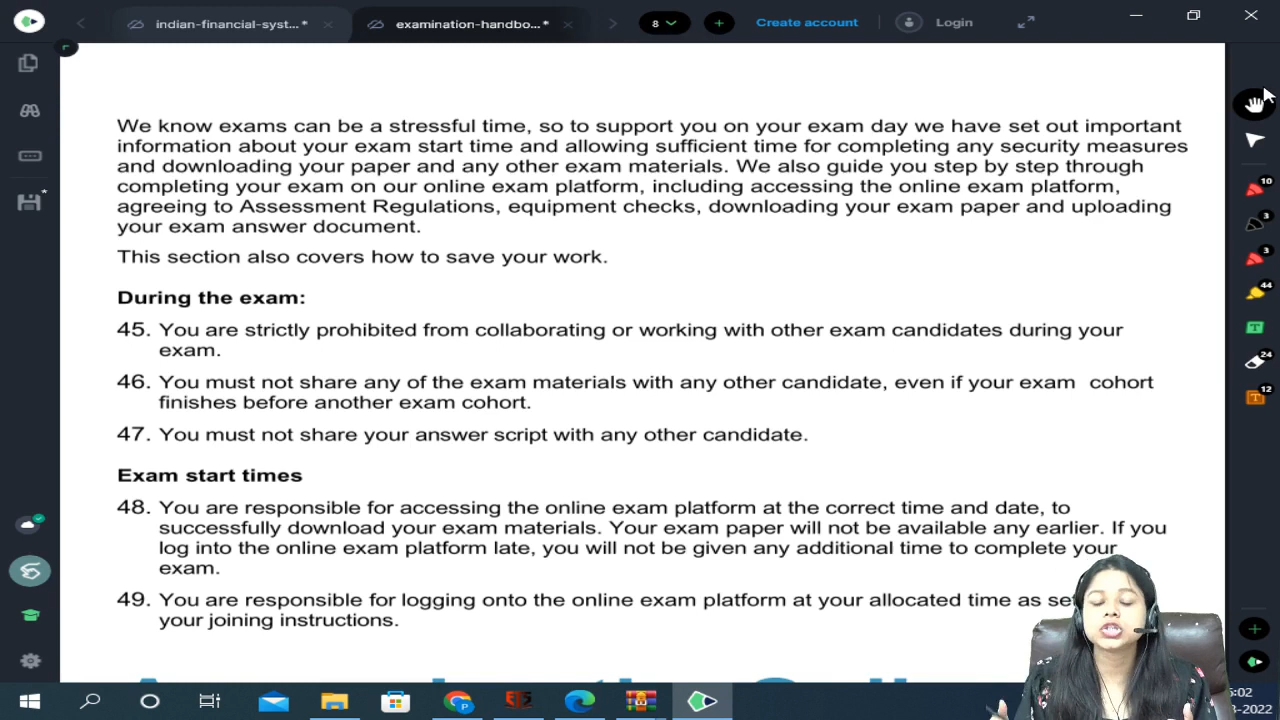 indian-financial-syst...*
examination-handbo...*
8
Create account
Login
We know exams can be a stressful time, so to support you on your exam day we have set out important
information about your exam start time and allowing sufficient time for completing any security measures
and downloading your paper and any other exam materials. We also guide you step by step through
completing your exam on our online exam platform, including accessing the online exam platform,
agreeing to Assessment Regulations, equipment checks, downloading your exam paper and uploading
your exam answer document.
This section also covers how to save your work.
During the exam:
45. You are strictly prohibited from collaborating or working with other exam candidates during your
exam.
46. You must not share any of the exam materials with any other candidate, even if your exam cohort
finishes before another exam cohort.
47. You must not share your answer script with any other candidate.
Exam start times
48. You are responsible for accessing the online exam platform at the correct time and date, to
successfully download your exam materials. Your exam paper will not be available any earlier. If you
log into the online exam platform late, you will not be given any additional time to complete your
exam.
49. You are responsible for logging onto the online exam platform at your allocated time as se
your joining instructions.
10
3
3
44
24
12
5:02
-2022